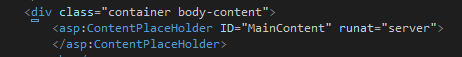 <div class="container body-content">
<asp:ContentPlaceHolder ID="MainContent" runat="server">
</asp:ContentPlaceHolder>